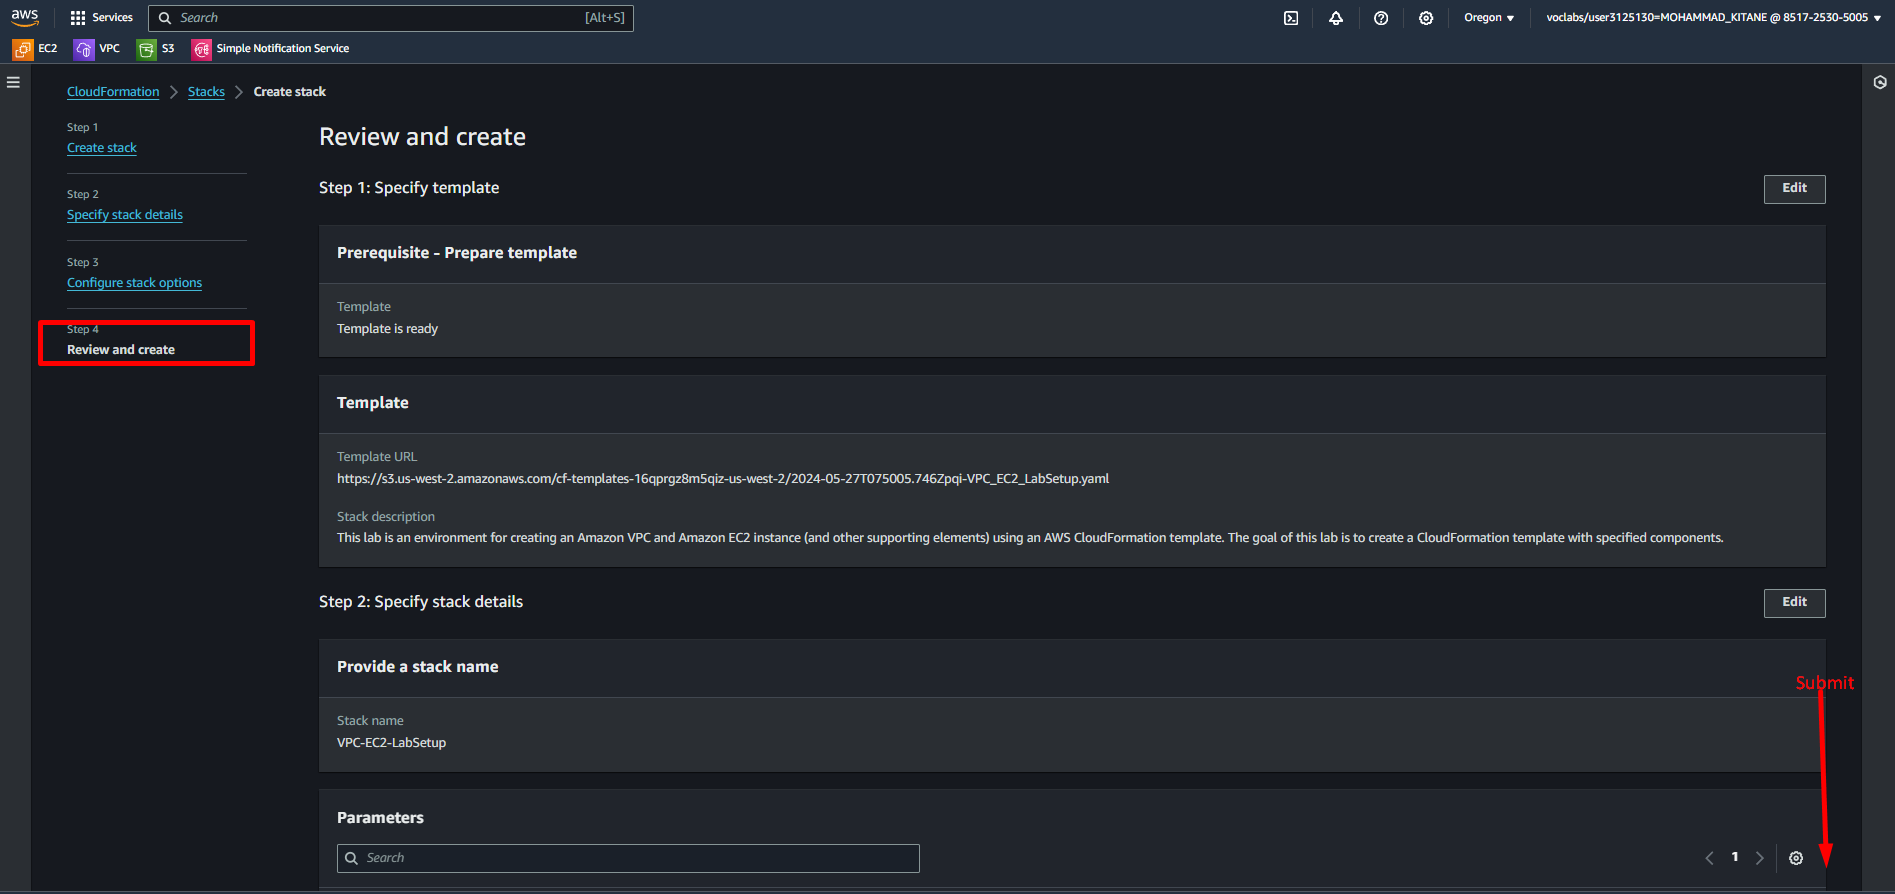 aws
Services
Search
[Alt+S]
Oregon
voclabs/user3125130=MOHAMMAD_KITANE @ 8517-2530-5005
EC2
VPC
S3
Simple Notification Service
CloudFormation
Stacks
Create stack
Step 1
Create stack
Step 2
Specify stack details
Step 3
Configure stack options
Step 4
Review and create
Review and create
Step 1: Specify template
Edit
Prerequisite - Prepare template
Template
Template is ready
Template
Template URL
https://s3.us-west-2.amazonaws.com/cf-templates-16qprgz8m5qiz-us-west-2/2024-05-27T075005.746Zpqi-VPC_EC2_LabSetup.yaml
Stack description
This lab is an environment for creating an Amazon VPC and Amazon EC2 instance (and other supporting elements) using an AWS CloudFormation template. The goal of this lab is to create a CloudFormation template with specified components.
Step 2: Specify stack details
Edit
Provide a stack name
Submit
Stack name
VPC-EC2-LabSetup
Parameters
Search
1